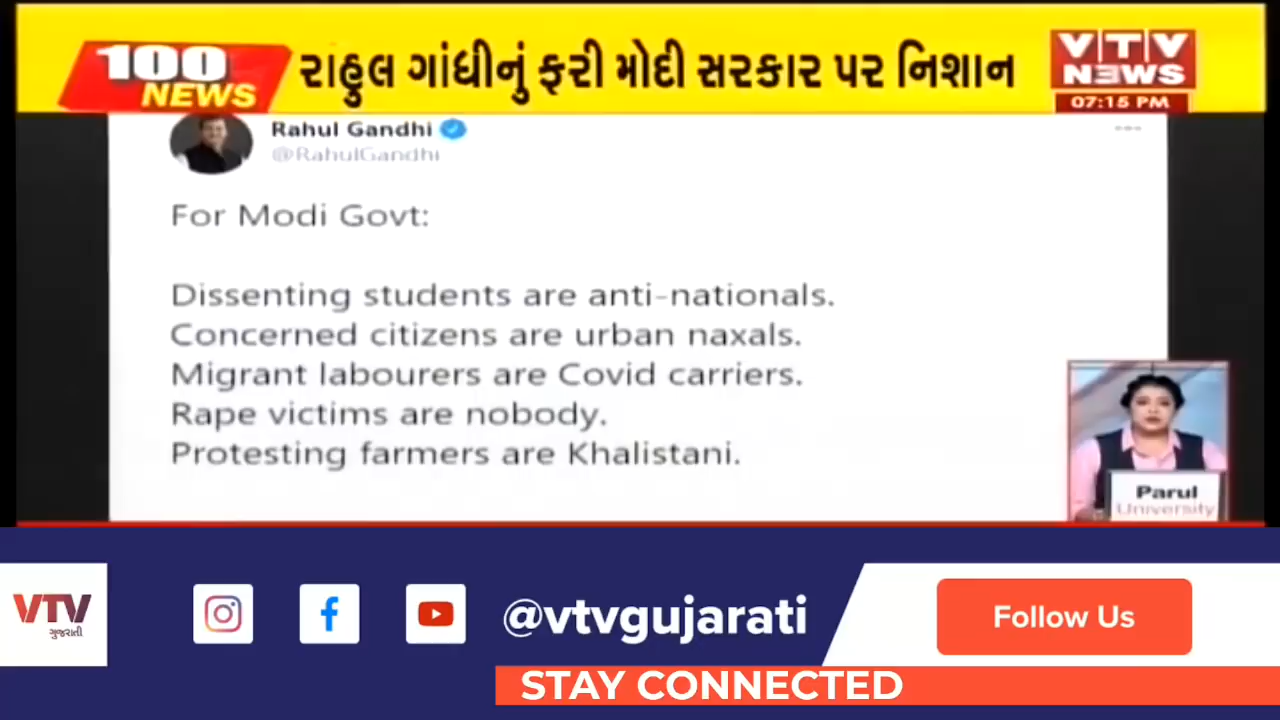 100
NEWS
રાહુલ ગાંધીનું ફરી મોદી સરકાર પર નિશાન
VTV
NEWS
07:15 PM
Rahul Gandhi
@RahulGandhi
For Modi Govt:
Dissenting students are anti-nationals.
Concerned citizens are urban naxals.
Migrant labourers are Covid carriers.
Rape victims are nobody.
Protesting farmers are Khalistani.
Parul
University
VTV
ગુજરાતી
@vtvgujarati
Follow Us
STAY CONNECTED